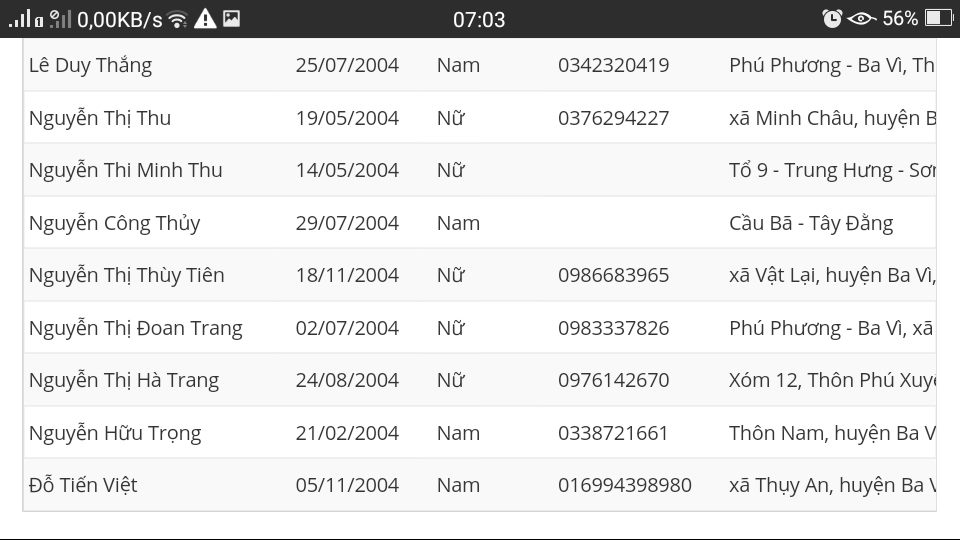 0,00KB/s 07:03 56%
Lê Duy Thắng 25/07/2004 Nam 0342320419 Phú Phương - Ba Vì, Th
Nguyễn Thị Thu 19/05/2004 Nữ 0376294227 xã Minh Châu, huyện B
Nguyễn Thi Minh Thu 14/05/2004 Nữ Tổ 9 - Trung Hưng - Sơn
Nguyễn Công Thủy 29/07/2004 Nam Cầu Bã - Tây Đằng
Nguyễn Thị Thùy Tiên 18/11/2004 Nữ 0986683965 xã Vật Lại, huyện Ba Vì,
Nguyễn Thị Đoan Trang 02/07/2004 Nữ 0983337826 Phú Phương - Ba Vì, xã
Nguyễn Thị Hà Trang 24/08/2004 Nữ 0976142670 Xóm 12, Thôn Phú Xuyê
Nguyễn Hữu Trọng 21/02/2004 Nam 0338721661 Thôn Nam, huyện Ba V
Đỗ Tiến Việt 05/11/2004 Nam 016994398980 xã Thụy An, huyện Ba V